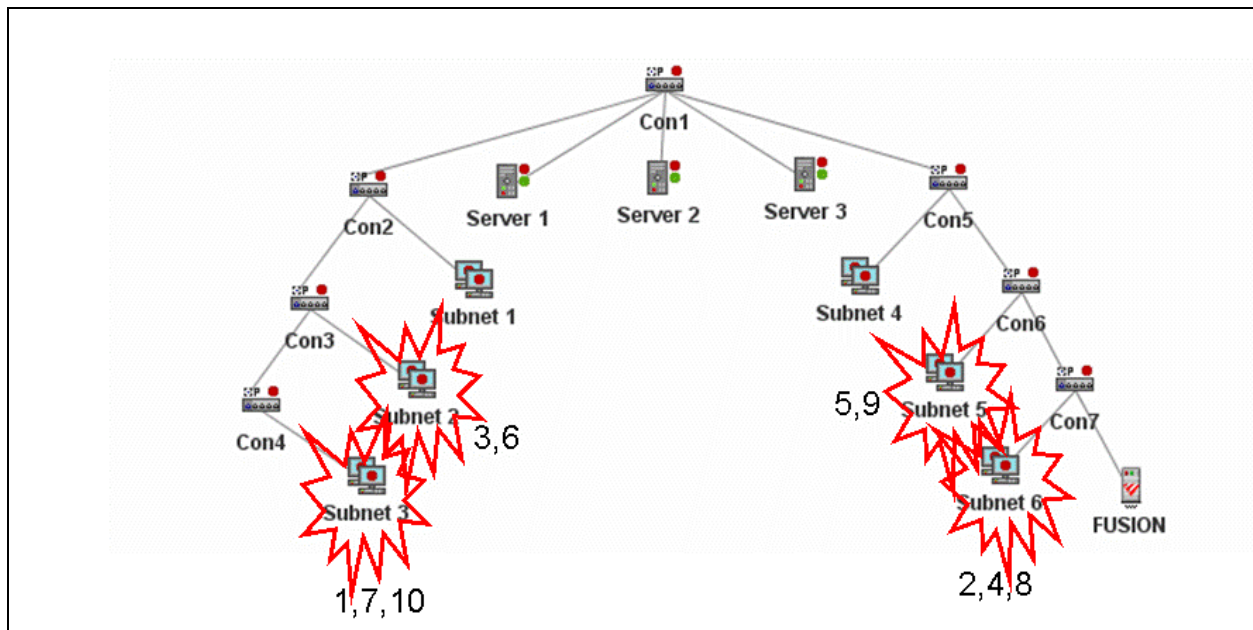 P
Con1
P
P
Server 1
Server 2
Server 3
Con2
Con5
P
P
Subnet 1
Subnet 4
Con3
Con6
P
P
Subnet 2
5,9
Subnet 5
Con7
Con4
3,6
Subnet 3
Subnet 6
FUSION
1,7,10
2,4,8